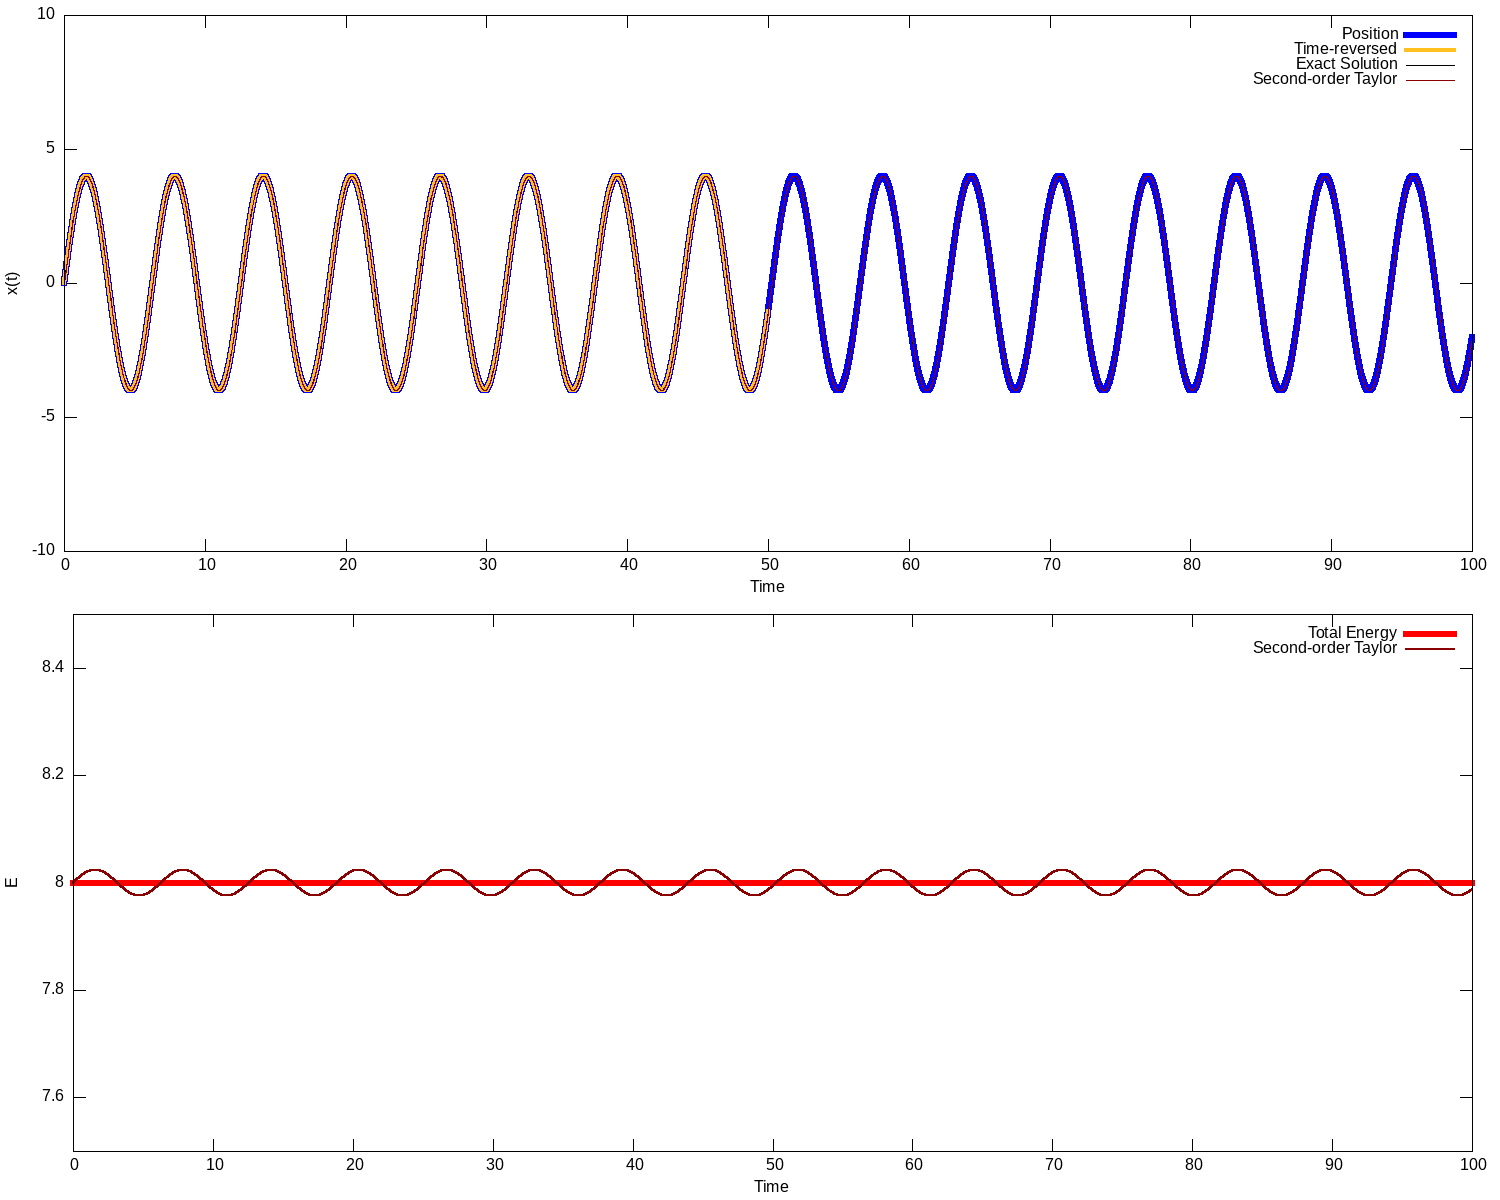 10
5
0
-5
-10
x(t)
Position
Time-reversed
Exact Solution
Second-order Taylor
0 10 20 30 40 50 60 70 80 90 100
Time
8.4
8.2
8
7.8
7.6
E
Total Energy
Second-order Taylor
0 10 20 30 40 50 60 70 80 90 100
Time